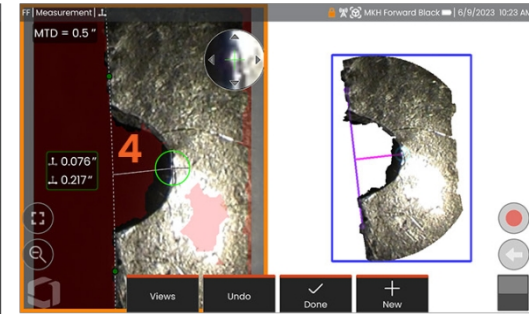 FF | Measurement |
MKH Forward Black | 6/9/2023 10:23 AM
MTD = 0.5 "
4
0.076"
0.217"
Views
Undo
Done
New